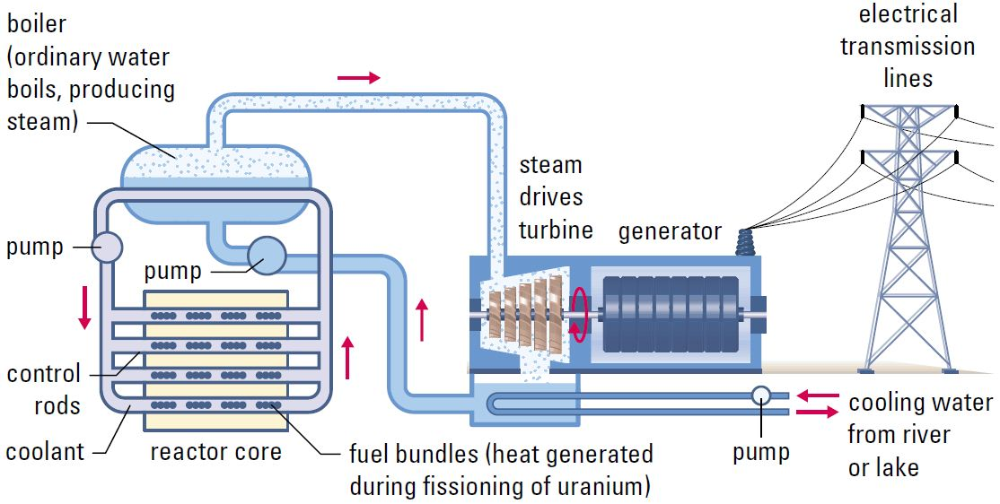 boiler
(ordinary water
boils, producing
steam)
electrical
transmission
lines
steam
drives
turbine
generator
pump
pump
control
rods
coolant
reactor core
fuel bundles (heat generated
during fissioning of uranium)
pump
cooling water
from river
or lake